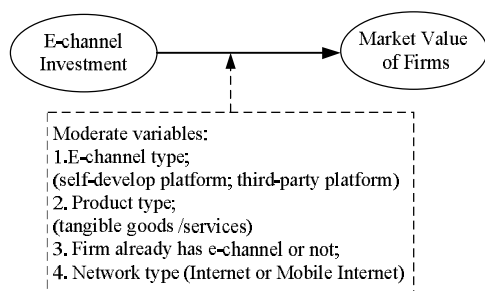 E-channel
Investment
Market Value
of Firms
Moderate variables:
1.E-channel type;
(self-develop platform; third-party platform)
2. Product type;
(tangible goods /services)
3. Firm already has e-channel or not;
4. Network type (Internet or Mobile Internet)